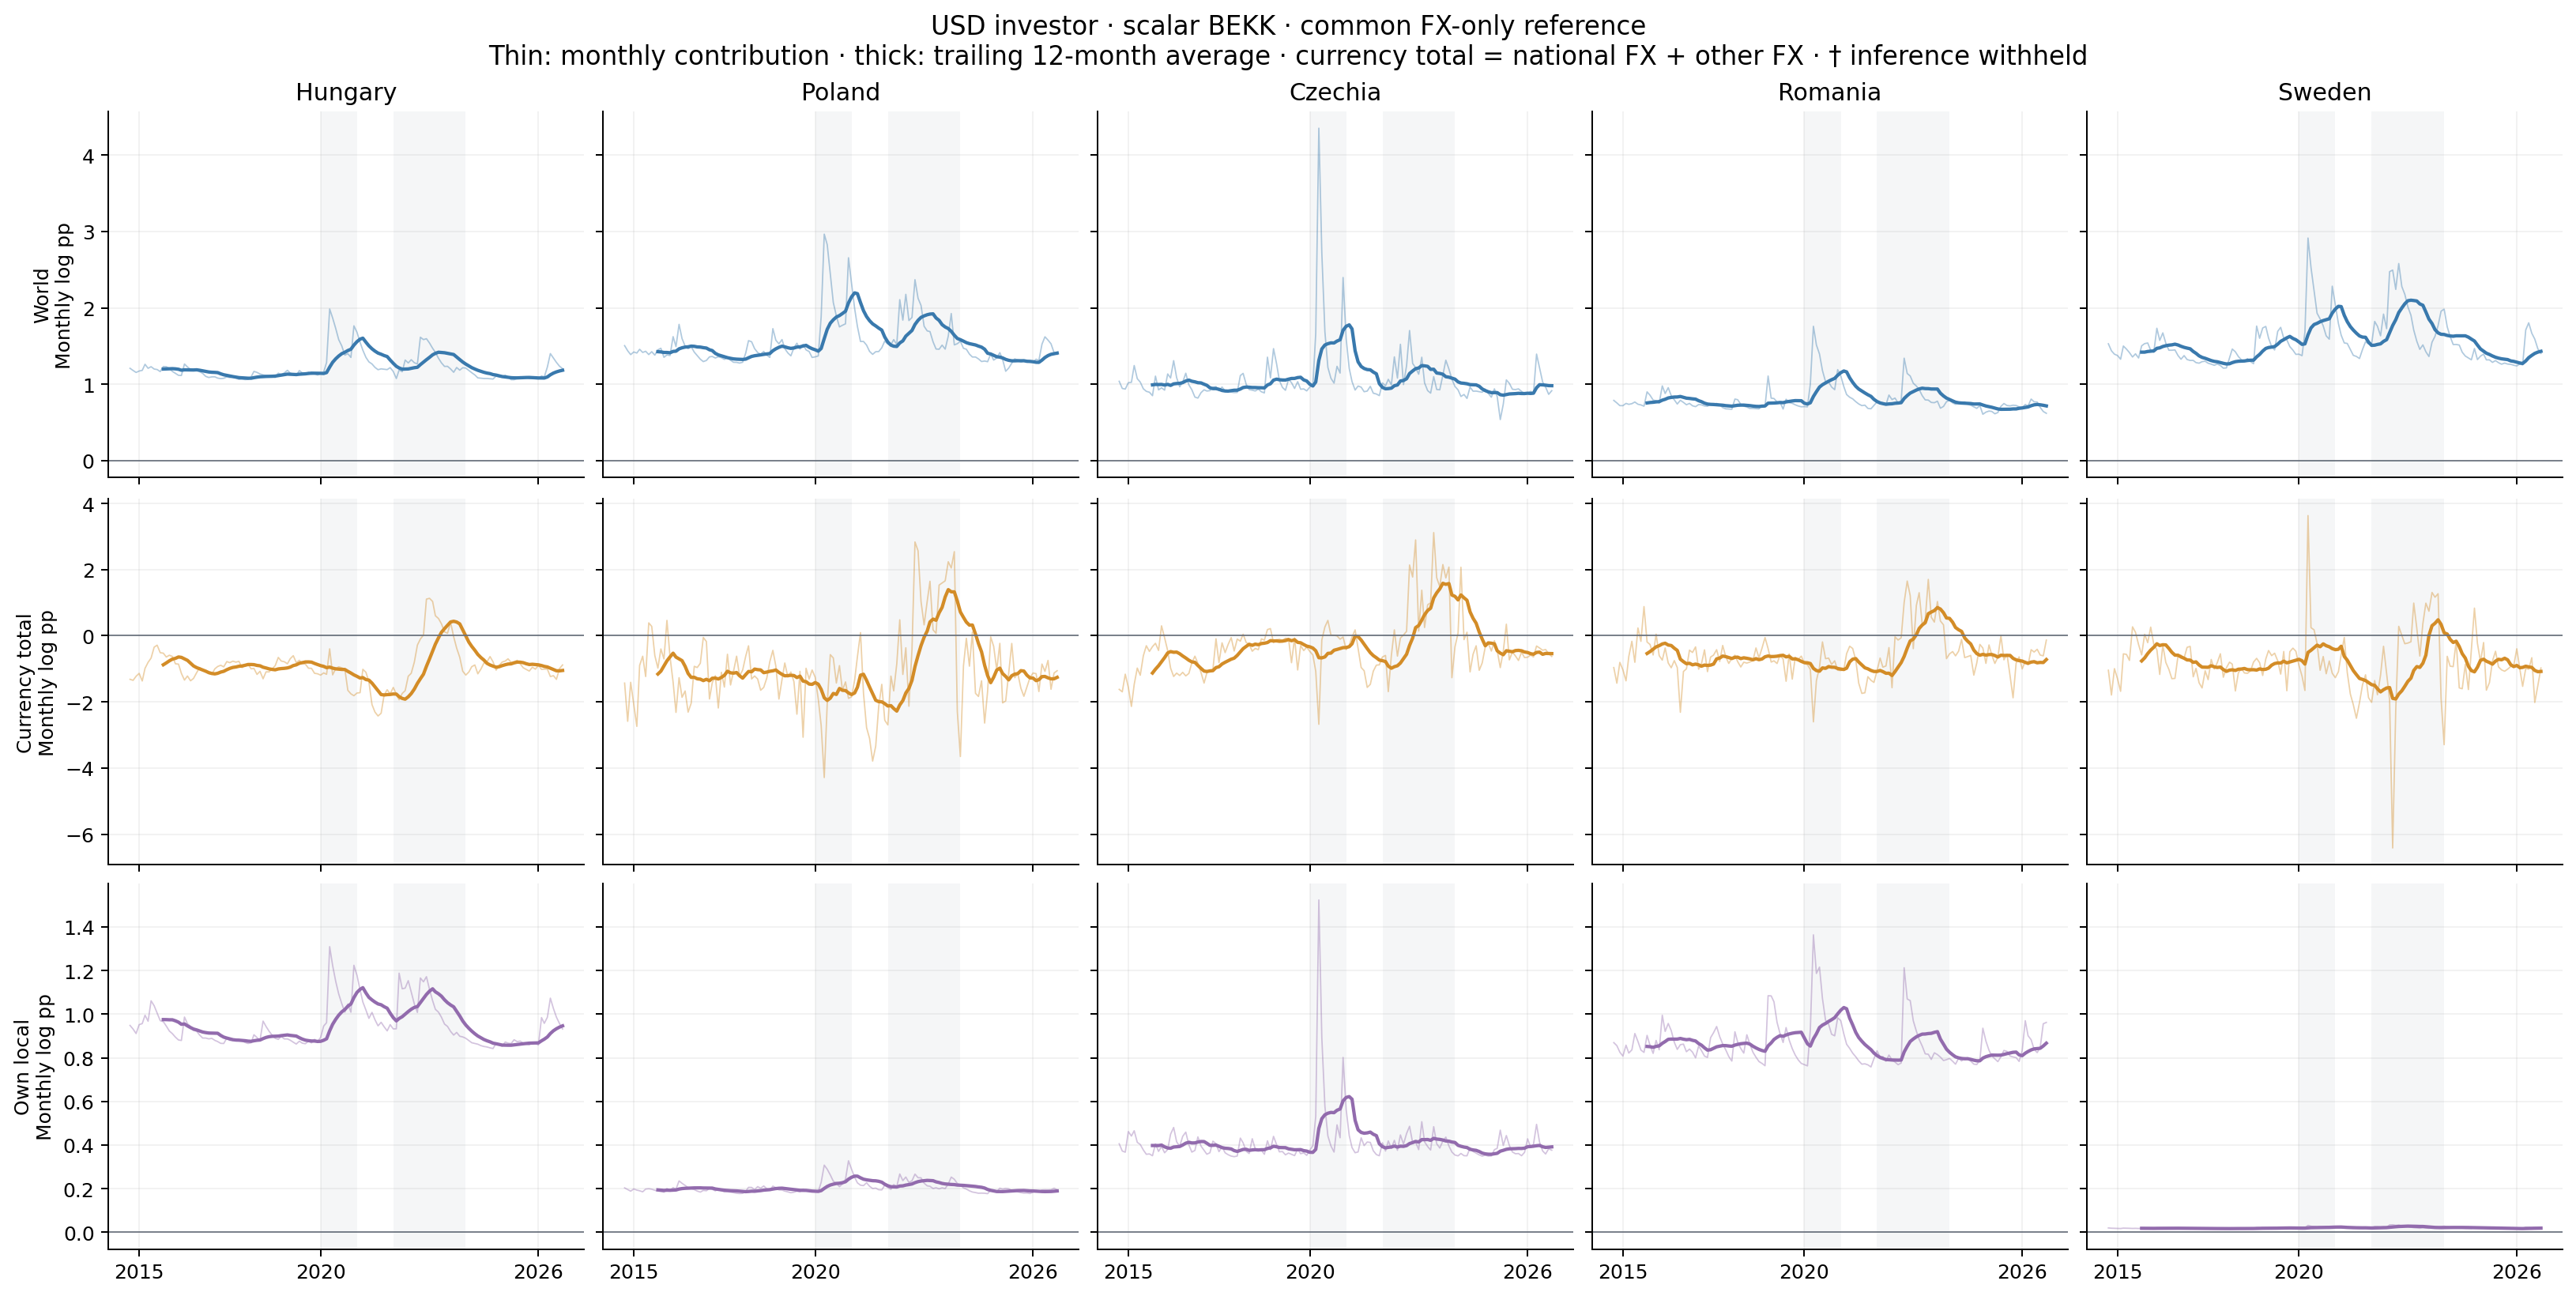 USD investor · scalar BEKK · common FX-only reference
Thin: monthly contribution · thick: trailing 12-month average · currency total = national FX + other FX · † inference withheld
Hungary
Poland
Czechia
Romania
Sweden
World
Monthly log pp
4
3
2
1
0
Currency total
Monthly log pp
4
2
0
−2
−4
−6
Own local
Monthly log pp
1.4
1.2
1.0
0.8
0.6
0.4
0.2
0.0
2015 2020 2026
2015 2020 2026
2015 2020 2026
2015 2020 2026
2015 2020 2026